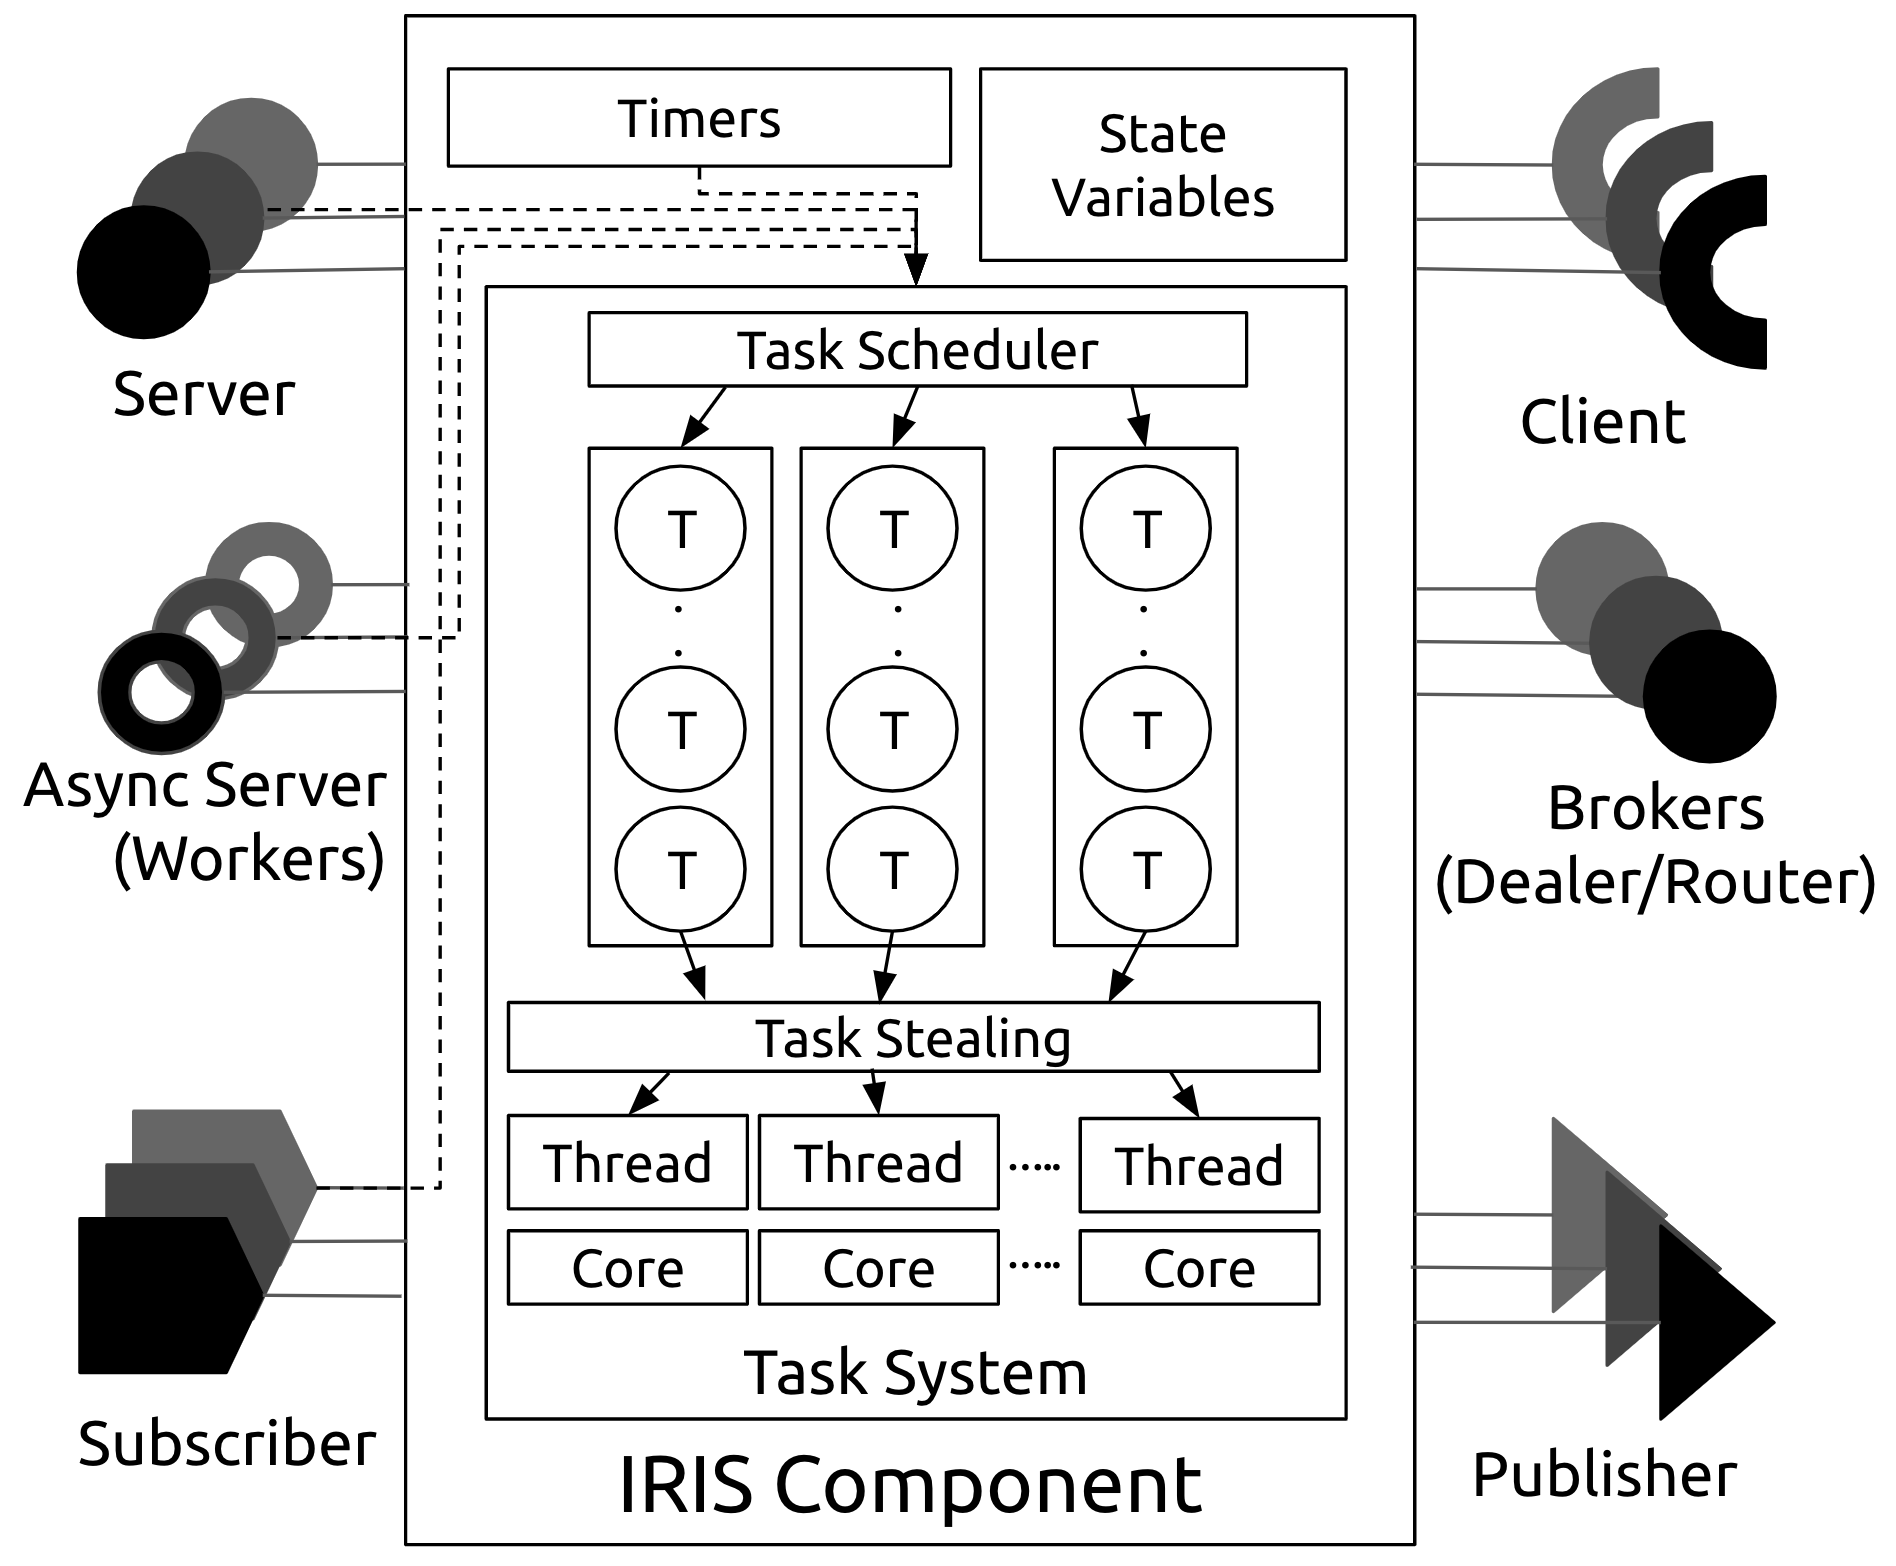 Timers
State
Variables
Server
Client
Task Scheduler
T
T
T
T
T
T
T
T
T
Async Server
(Workers)
Brokers
(Dealer/Router)
Task Stealing
Thread
Thread
Thread
Core
Core
Core
Task System
Subscriber
Publisher
IRIS Component